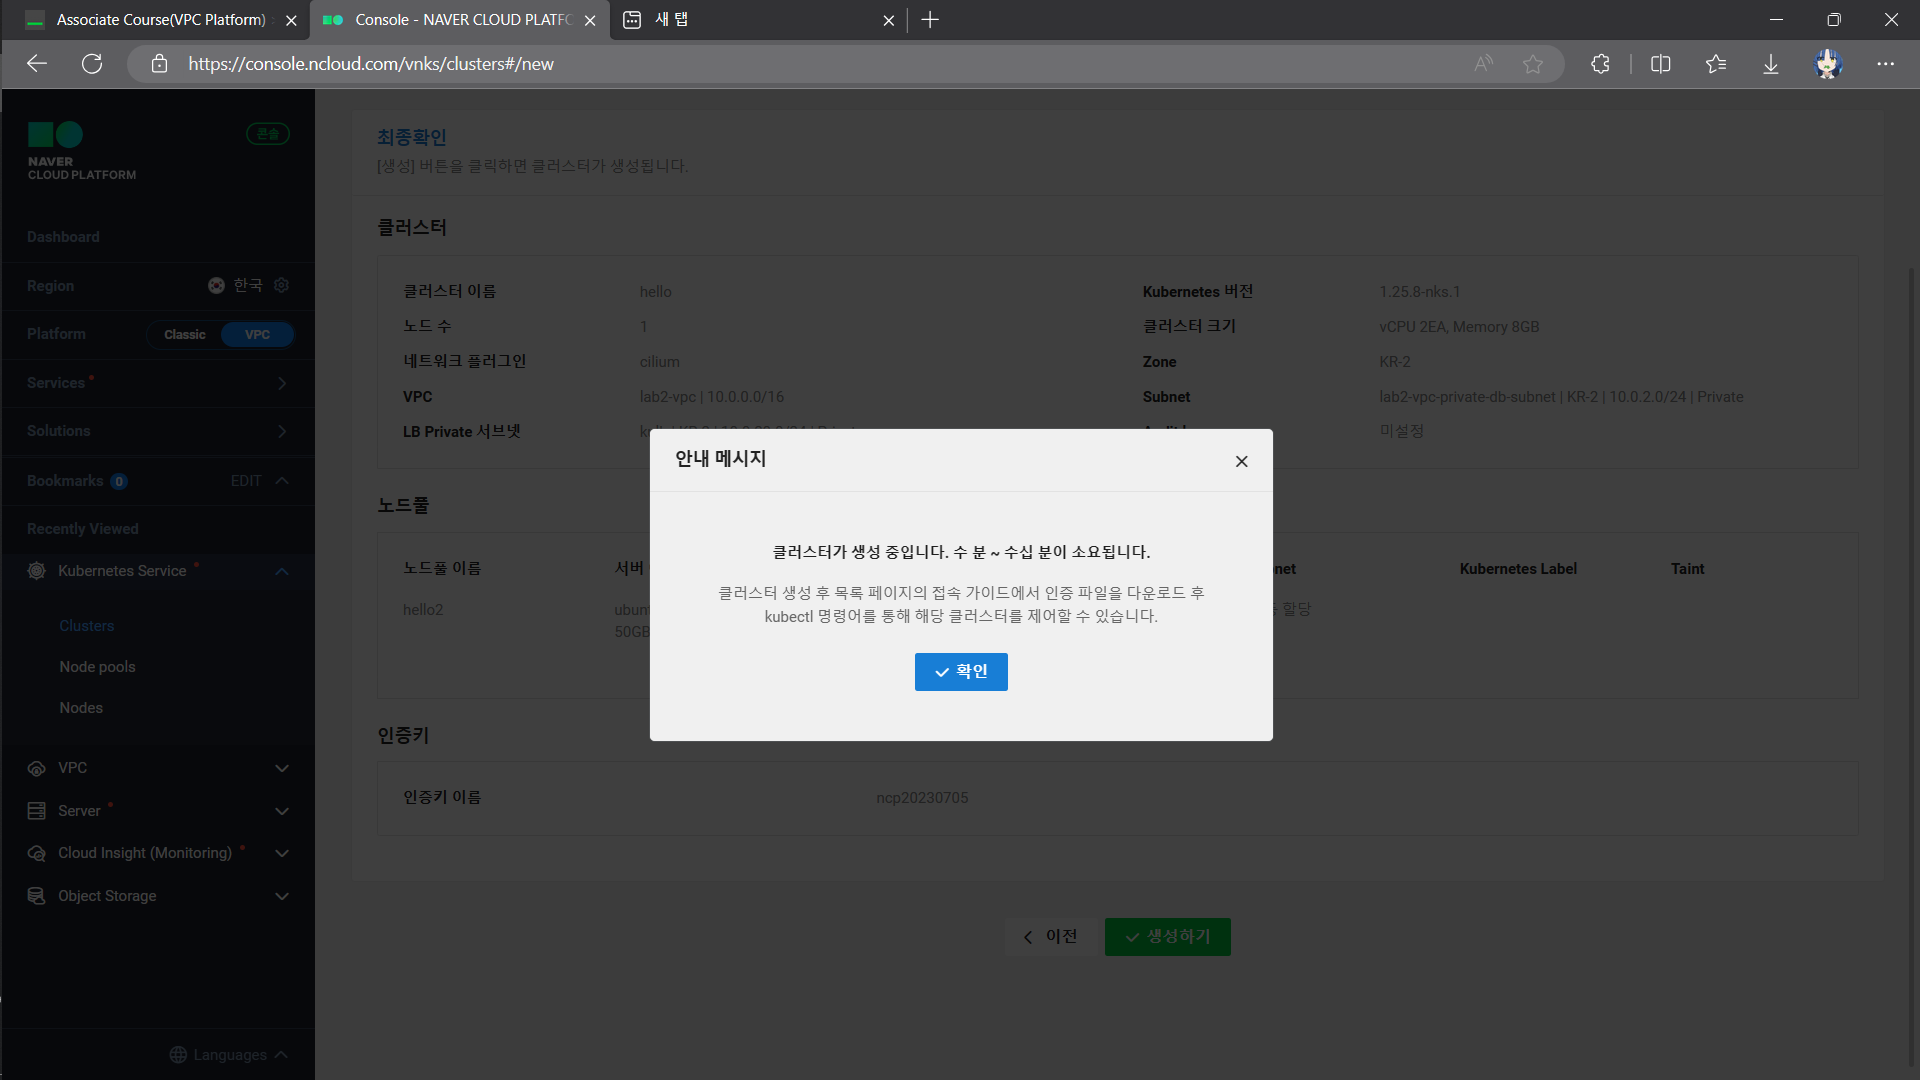 Associate Course(VPC Platform)
Console - NAVER CLOUD PLATFO
새 탭
https://console.ncloud.com/vnks/clusters#/new
콘솔
NAVER
CLOUD PLATFORM
Dashboard
Region 한국
Platform Classic VPC
Services
Solutions
Bookmarks 0 EDIT
Recently Viewed
Kubernetes Service
Clusters
Node pools
Nodes
VPC
Server
Cloud Insight (Monitoring)
Object Storage
Languages
최종확인
[생성] 버튼을 클릭하면 클러스터가 생성됩니다.
클러스터
클러스터 이름 hello Kubernetes 버전 1.25.8-nks.1
노드 수 1 클러스터 크기 vCPU 2EA, Memory 8GB
네트워크 플러그인 cilium Zone KR-2
VPC lab2-vpc | 10.0.0.0/16 Subnet lab2-vpc-private-db-subnet | KR-2 | 10.0.2.0/24 | Private
LB Private 서브넷 미설정
노드풀
노드풀 이름 서버 Kubernetes Label Taint
hello2 할당
50GB
인증키
인증키 이름 ncp20230705
이전 생성하기
안내 메시지
클러스터가 생성 중입니다. 수 분 ~ 수십 분이 소요됩니다.
클러스터 생성 후 목록 페이지의 접속 가이드에서 인증 파일을 다운로드 후
kubectl 명령어를 통해 해당 클러스터를 제어할 수 있습니다.
확인